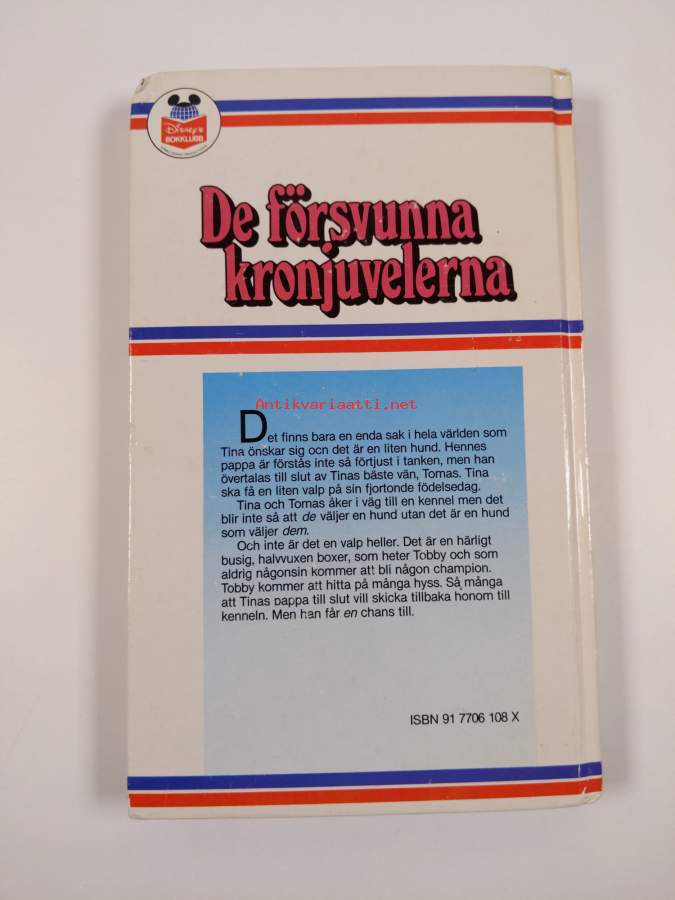 DISNEY'S
BOKKLUBB
De försvunna
kronjuvelerna
Antikvariaatti.net
Det finns bara en enda sak i hela världen som
Tina önskar sig och det är en liten hund. Hennes
pappa är förstås inte så förtjust i tanken, men han
övertalas till slut av Tinas bäste vän, Tomas. Tina
ska få en liten valp på sin fjortonde födelsedag.
Tina och Tomas åker i väg till en kennel men det
blir inte så att de väljer en hund utan det är en hund
som väljer dem.
Och inte är det en valp heller. Det är en härligt
busig, halvvuxen boxer, som heter Tobby och som
aldrig någonsin kommer att bli någon champion.
Tobby kommer att hitta på många hyss. Så många
att Tinas pappa till slut vill skicka tillbaka honom till
kenneln. Men han får en chans till.
ISBN 91 7706 108 X